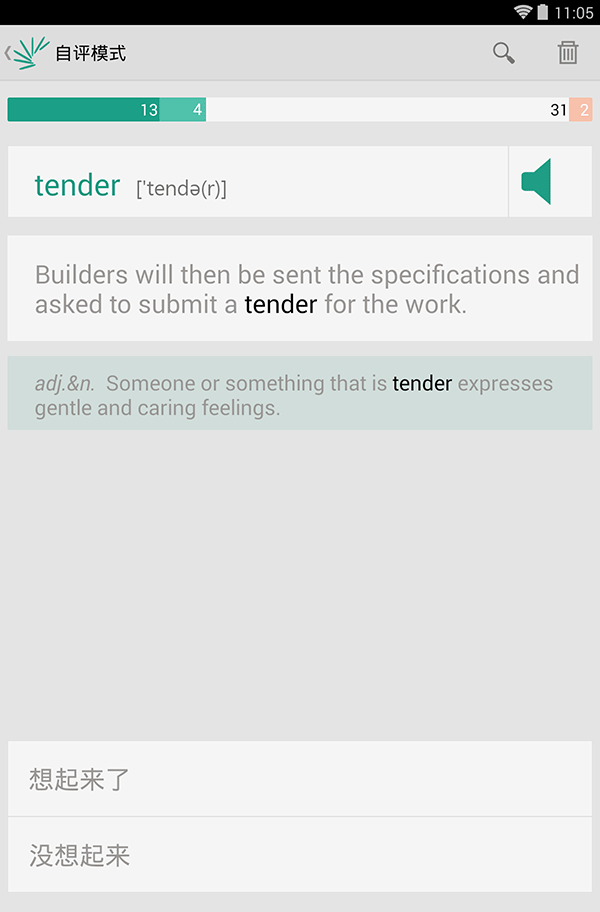 11:05
自评模式
13 4 31 2
tender ['tendə(r)]
Builders will then be sent the specifications and
asked to submit a tender for the work.
adj.&n. Someone or something that is tender expresses
gentle and caring feelings.
想起来了
没想起来